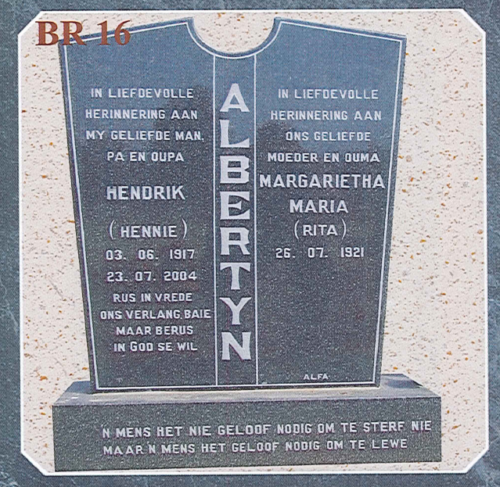 BR 16
IN LIEFDEVOLLE
HERINNERING AAN
MY GELIEFDE MAN,
PA EN OUPA
HENDRIK
(HENNIE)
03. 06. 1917
23. 07. 2004
RUS IN VREDE
ONS VERLANG BAIE
MAAR BERUS
IN GOD SE WIL
ALBERTYN
IN LIEFDEVOLLE
HERINNERING AAN
ONS GELIEFDE
MOEDER EN OUMA
MARGARIETHA
MARIA
(RITA)
26. 07. 1921
ALFA
'N MENS HET NIE GELOOF NODIG OM TE STERF NIE
MAAR 'N MENS HET GELOOF NODIG OM TE LEWE